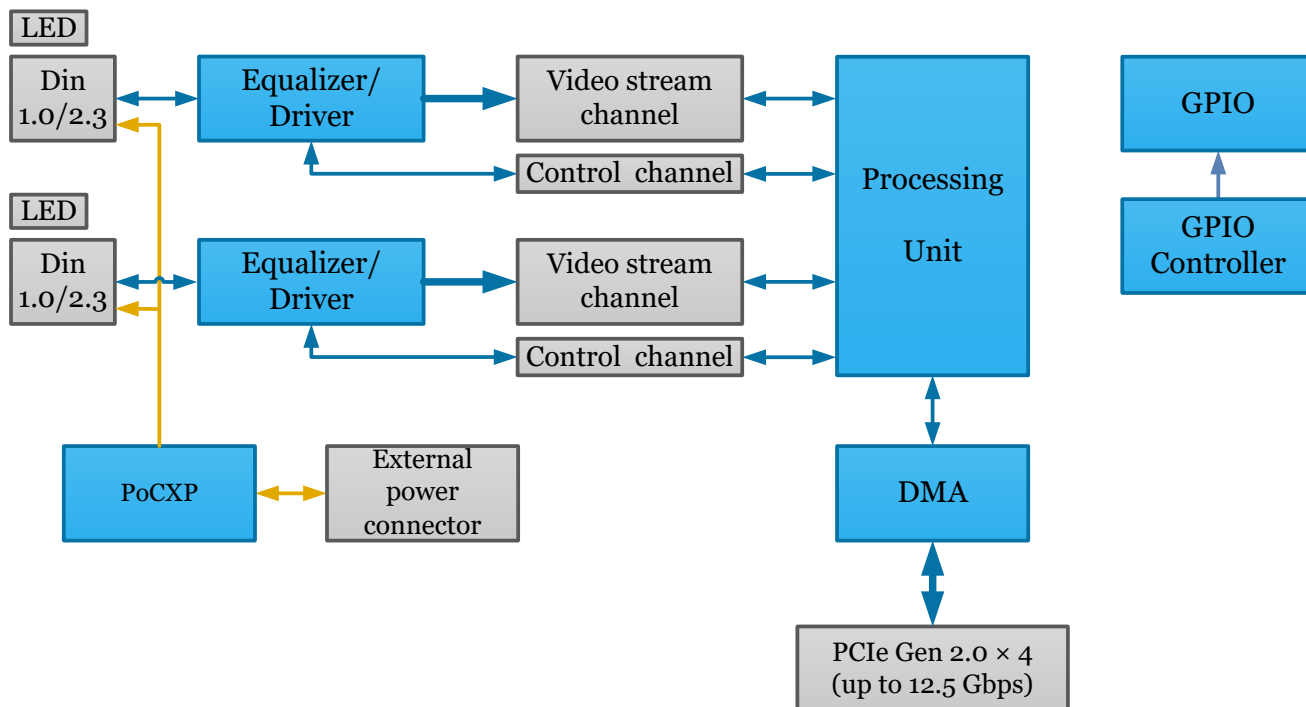 LED
Din
1.0/2.3
Equalizer/
Driver
Video stream
channel
Control channel
Processing
Unit
GPIO
GPIO
Controller
LED
Din
1.0/2.3
Equalizer/
Driver
Video stream
channel
Control channel
PoCXP
External
power
connector
DMA
PCIe Gen 2.0 × 4
(up to 12.5 Gbps)